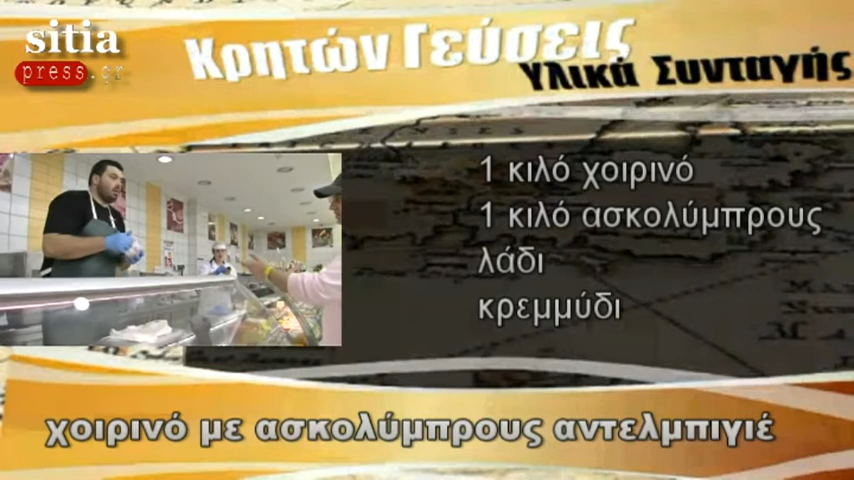 sitia
press.gr
Κρητών Γεύσεις
Υλικά Συνταγής
1 κιλό χοιρινό
1 κιλό ασκολύμπρους
λάδι
κρεμμύδι
χοιρινό με ασκολύμπρους αντελμπιγιέ